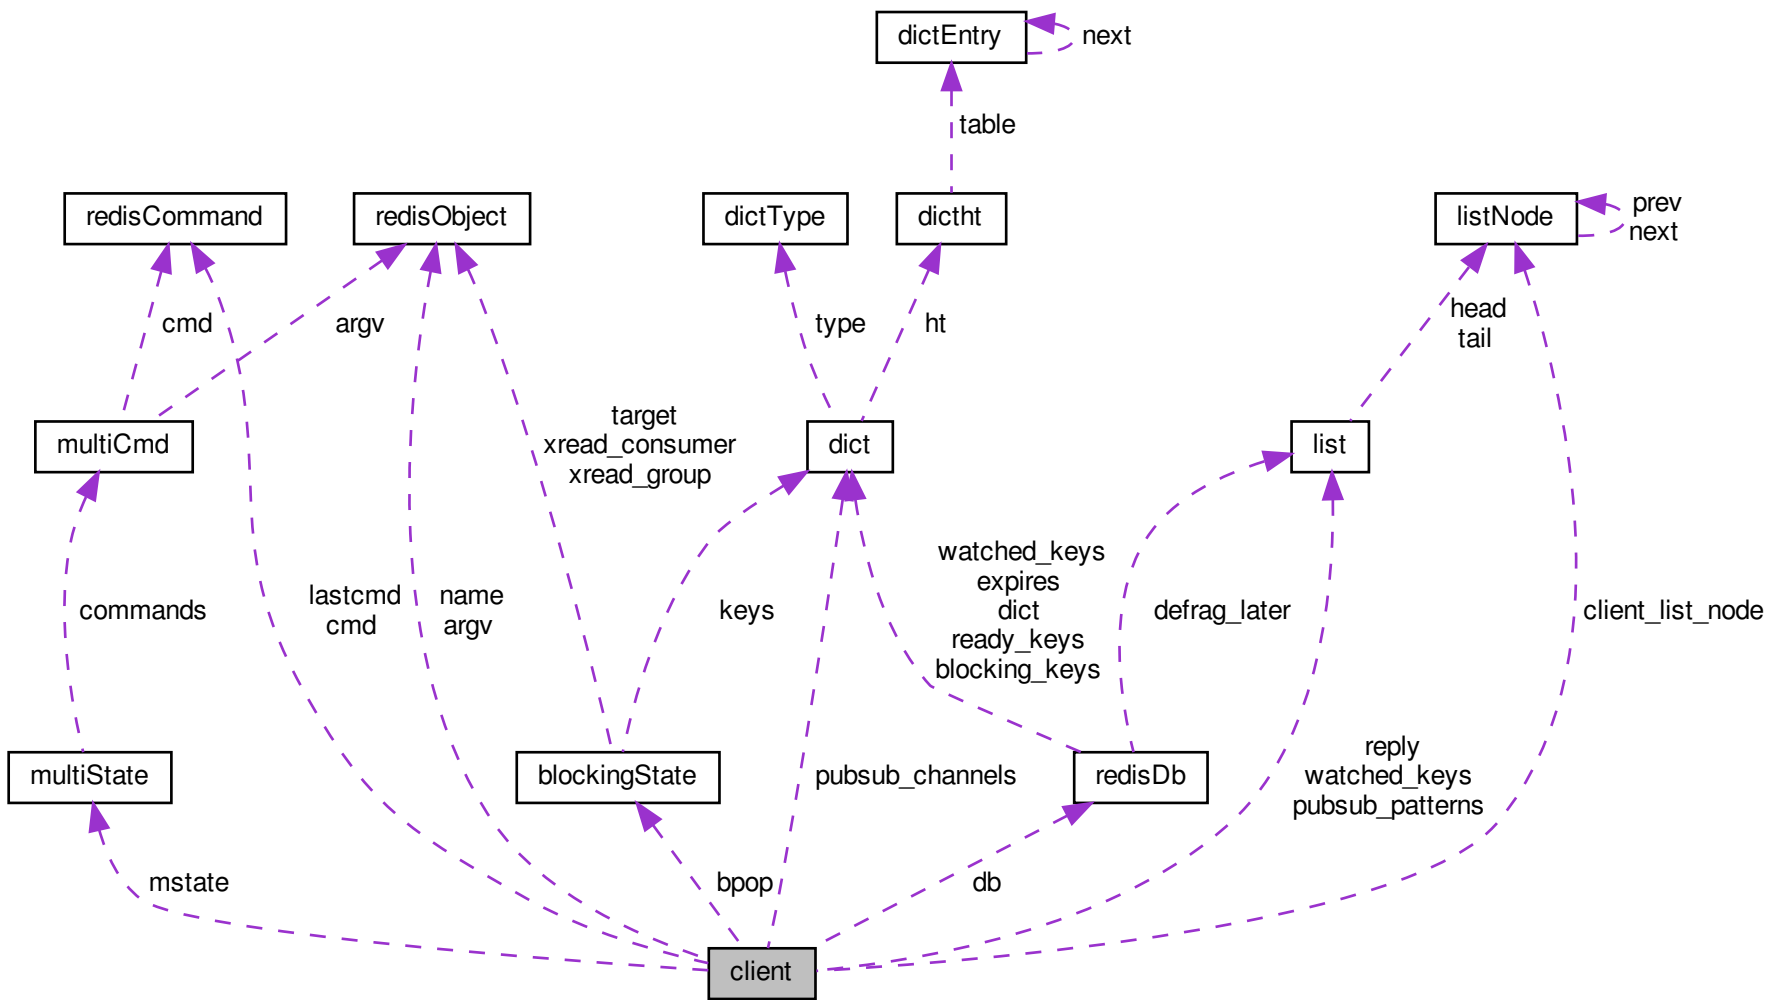 dictEntry
next
table
redisCommand
redisObject
dictType
dictht
listNode
prev
next
cmd
argv
type
ht
head
tail
multiCmd
target
xread_consumer
xread_group
dict
list
commands
lastcmd
cmd
name
argv
keys
watched_keys
expires
dict
ready_keys
blocking_keys
defrag_later
client_list_node
multiState
blockingState
pubsub_channels
redisDb
reply
watched_keys
pubsub_patterns
mstate
bpop
db
client